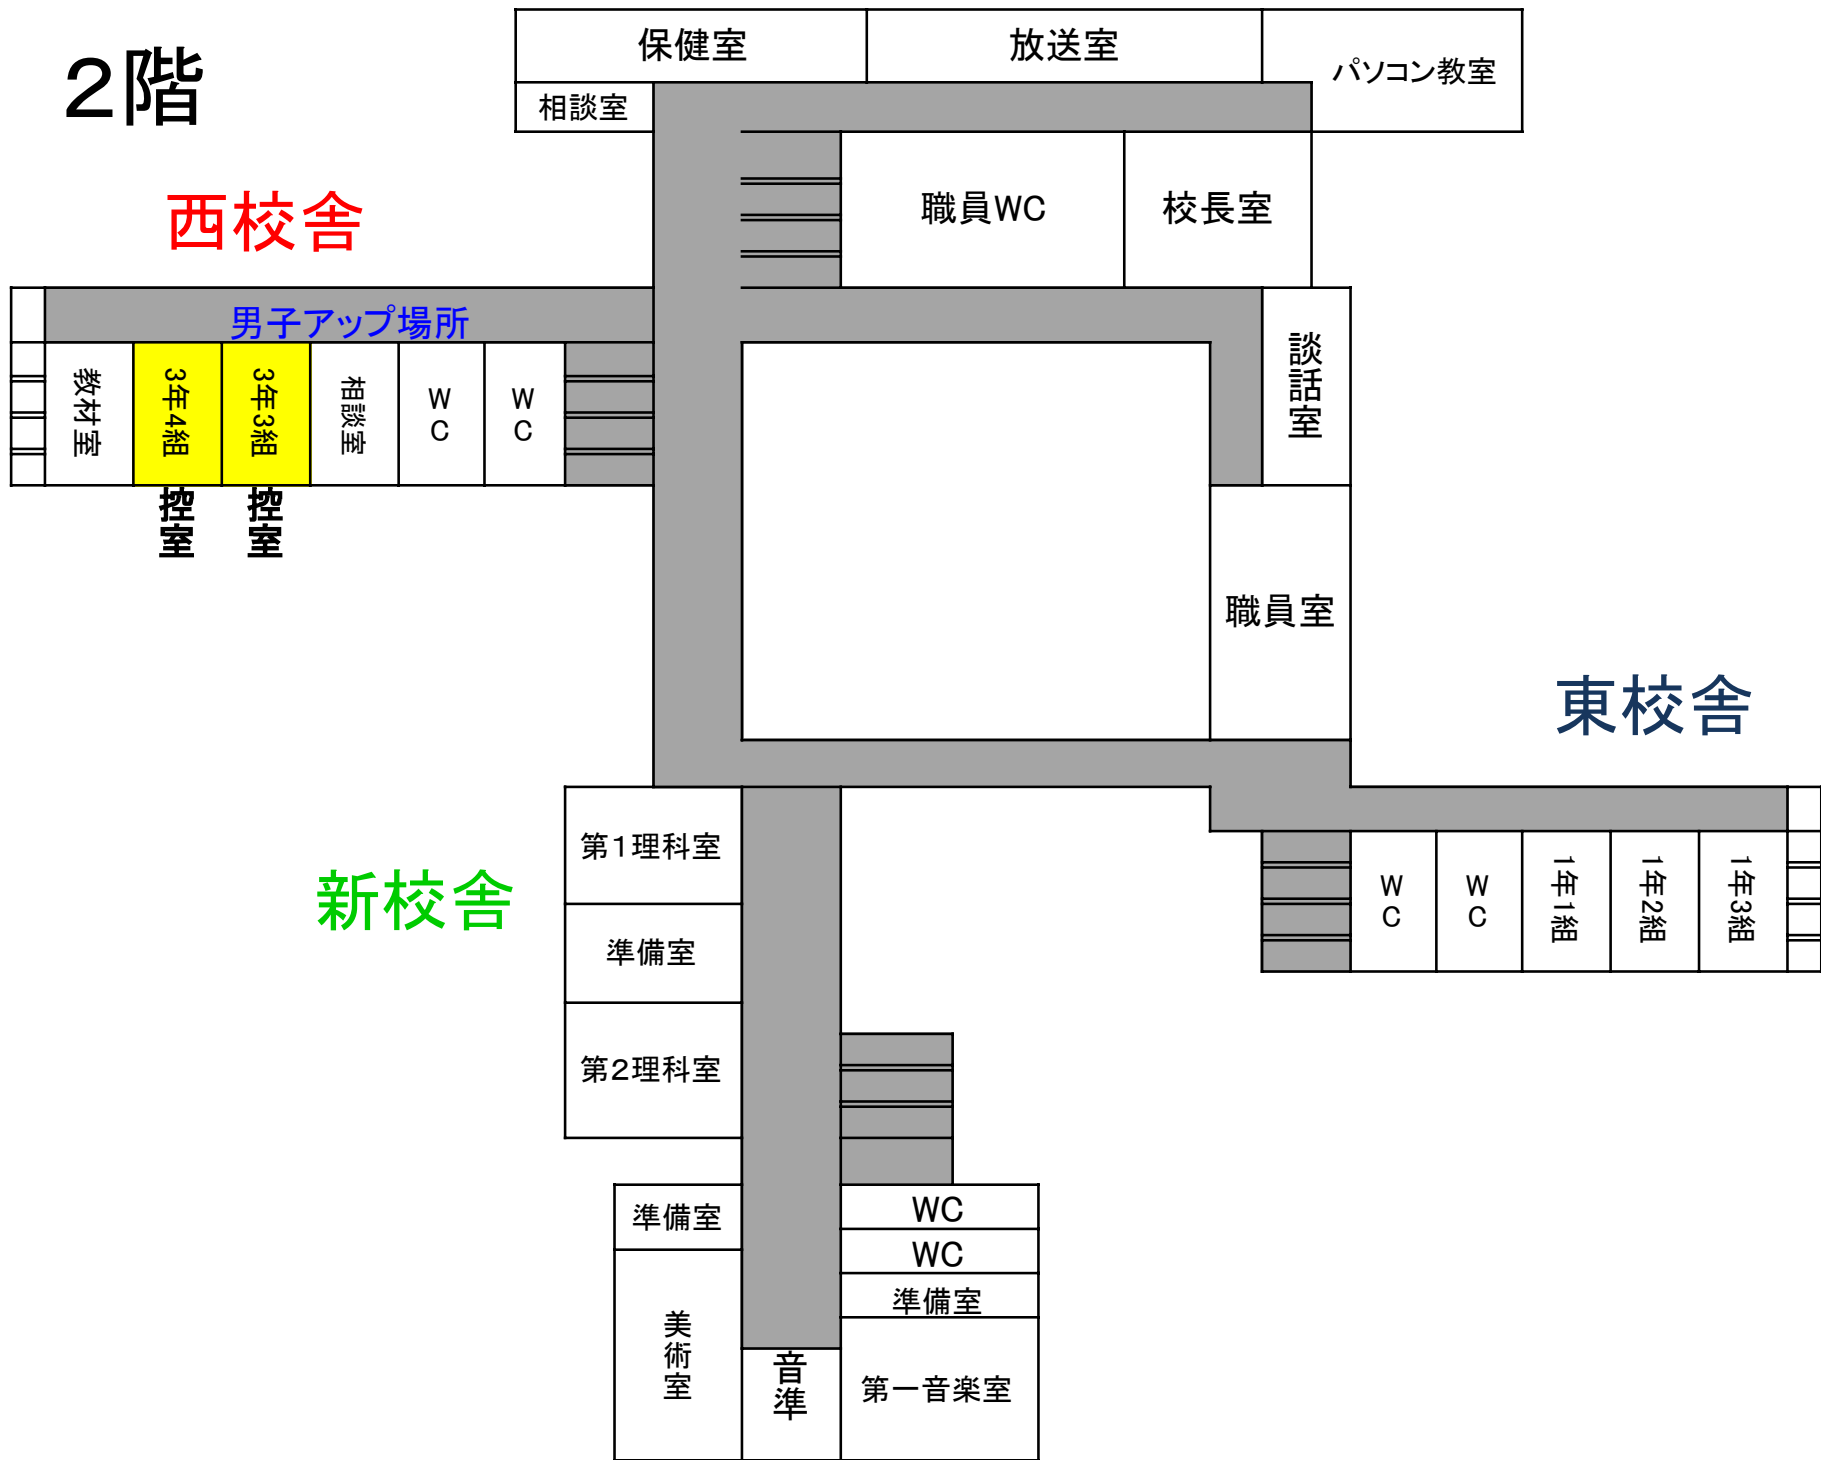 2階
保健室
放送室
パソコン教室
相談室
職員WC
校長室
西校舎
男子アップ場所
教材室
3年4組
3年3組
相談室
WC
WC
談話室
控室
控室
職員室
東校舎
第1理科室
新校舎
準備室
第2理科室
WC
WC
1年1組
1年2組
1年3組
準備室
WC
WC
準備室
美術室
音準
第一音楽室